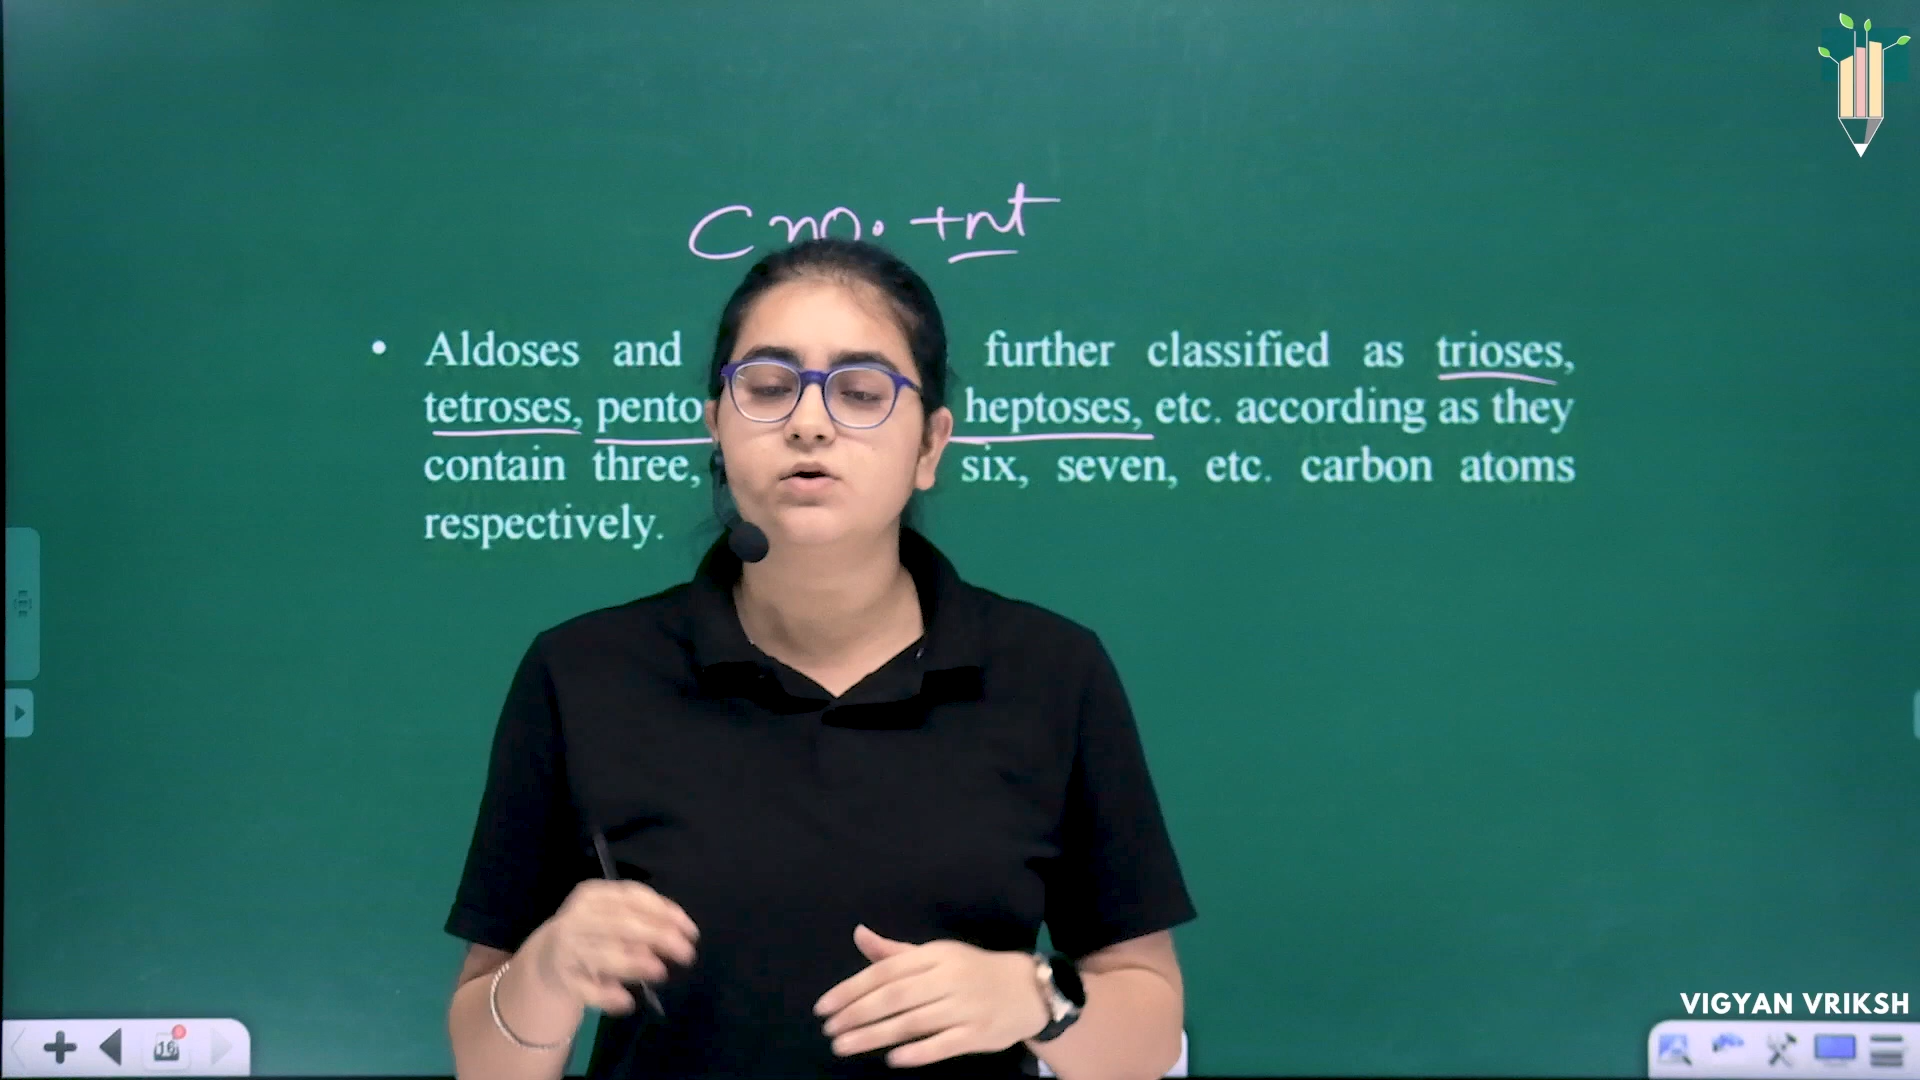 C no. +nt
• Aldoses and further classified as trioses,
tetroses, pento heptoses, etc. according as they
contain three, six, seven, etc. carbon atoms
respectively.
16
VIGYAN VRIKSH